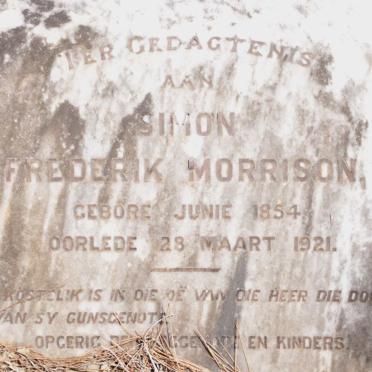 TER GEDAGTENIS
AAN
SIMON
FREDERIK MORRISON,
GEBORE JUNIE 1854
OORLEDE 28 MAART 1921.
KOSTELIK IS IN DIE OË VAN DIE HEER DIE
VAN SY GUNSGENOTE
OPGERIG EN KINDERS.